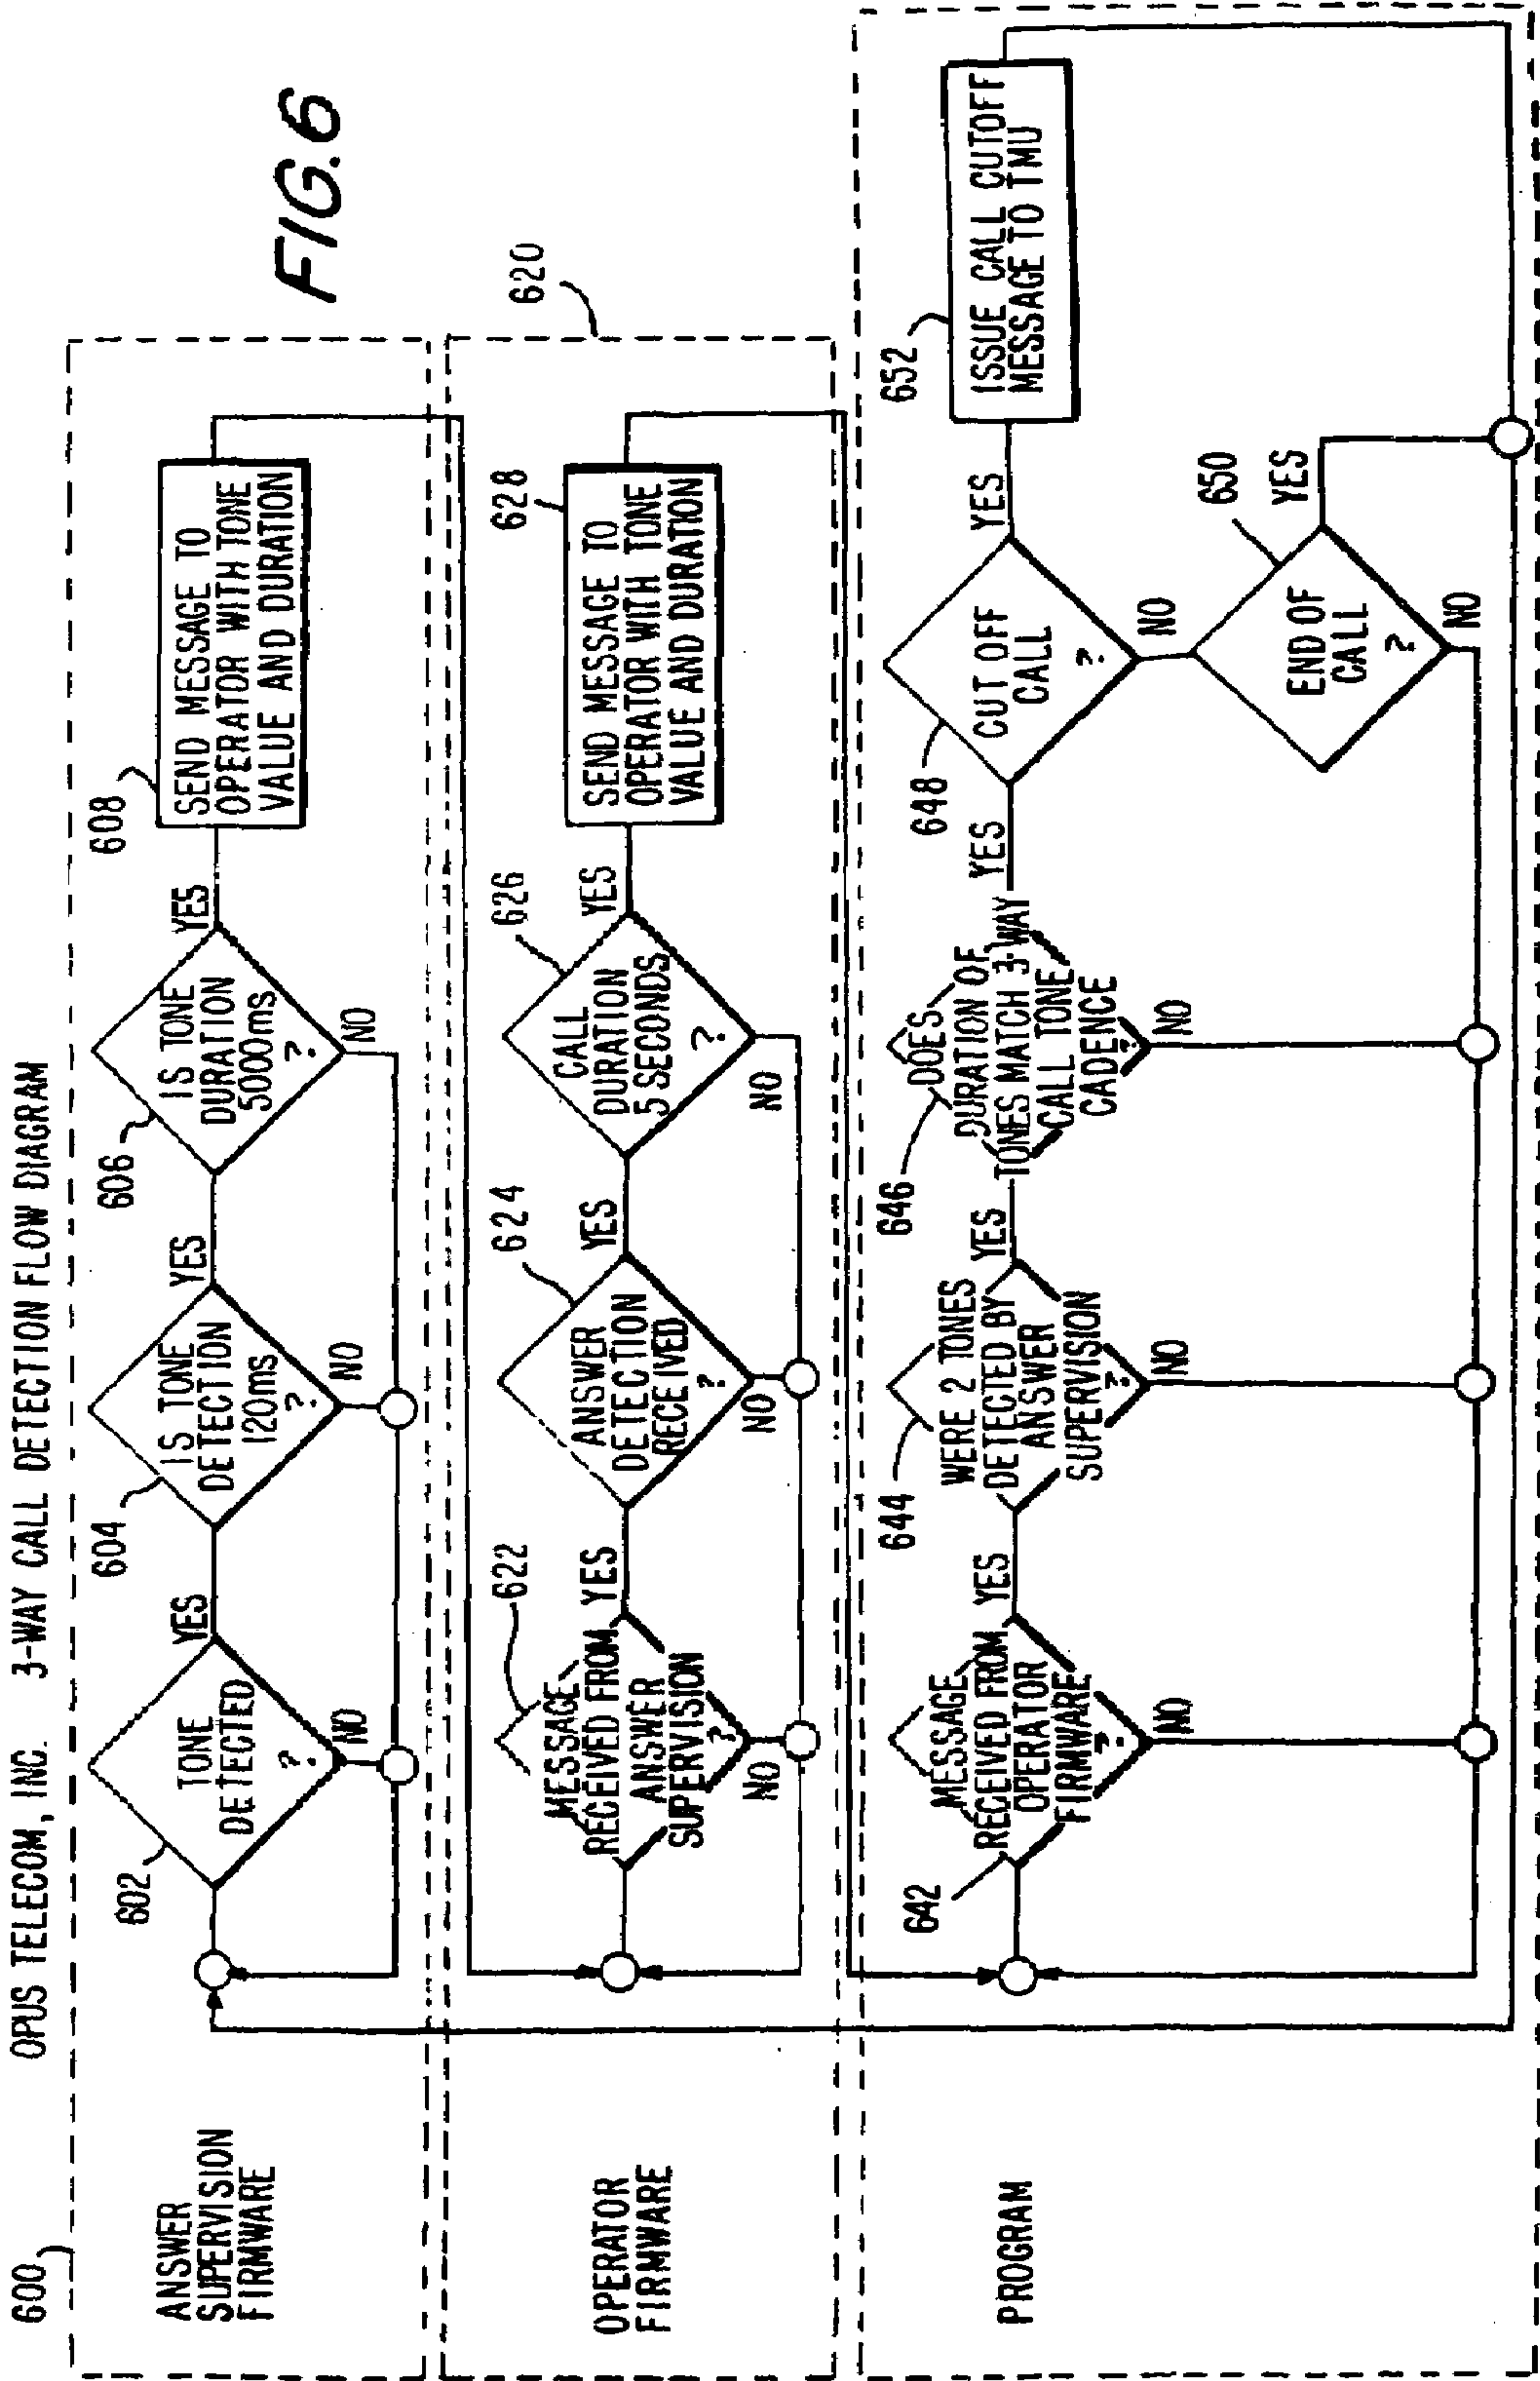 600
OPUS TELECOM, INC. 3-WAY CALL DETECTION FLOW DIAGRAM
FIG.6
ANSWER
SUPERVISION
FIRMWARE
602
TONE
DETECTED
?
YES
NO
604
IS TONE
DETECTION
120ms
?
YES
NO
606
IS TONE
DURATION
5000ms
?
YES
NO
608
SEND MESSAGE TO
OPERATOR WITH TONE
VALUE AND DURATION
620
OPERATOR
FIRMWARE
622
MESSAGE
RECEIVED FROM
ANSWER
SUPERVISION
?
YES
NO
624
ANSWER
DETECTION
RECEIVED
?
YES
NO
626
CALL
DURATION
5 SECONDS
?
YES
NO
628
SEND MESSAGE TO
OPERATOR WITH TONE
VALUE AND DURATION
PROGRAM
642
MESSAGE
RECEIVED FROM
OPERATOR
FIRMWARE
?
YES
NO
644
WERE 2 TONES
DETECTED BY
ANSWER
SUPERVISION
?
YES
NO
646
DOES
DURATION OF
TONES MATCH 3-WAY
CALL TONE
CADENCE
?
YES
NO
648
CUT OFF
CALL
?
YES
NO
650
END OF
CALL
?
YES
NO
652
ISSUE CALL CUTOFF
MESSAGE TO TMU